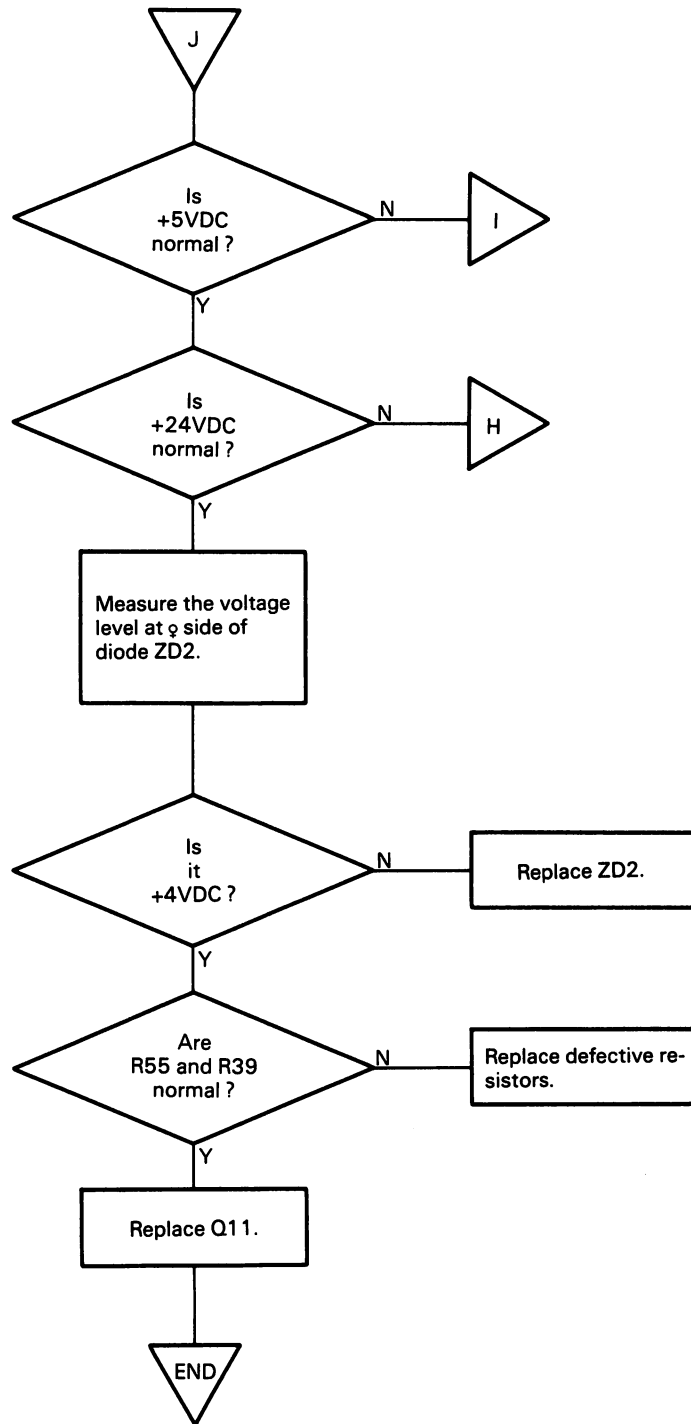 J
Is
+5VDC
normal ?
N
I
Y
Is
+24VDC
normal ?
N
H
Y
Measure the voltage
level at ♀ side of
diode ZD2.
Is
it
+4VDC ?
N
Replace ZD2.
Y
Are
R55 and R39
normal ?
N
Replace defective re-
sistors.
Y
Replace Q11.
END